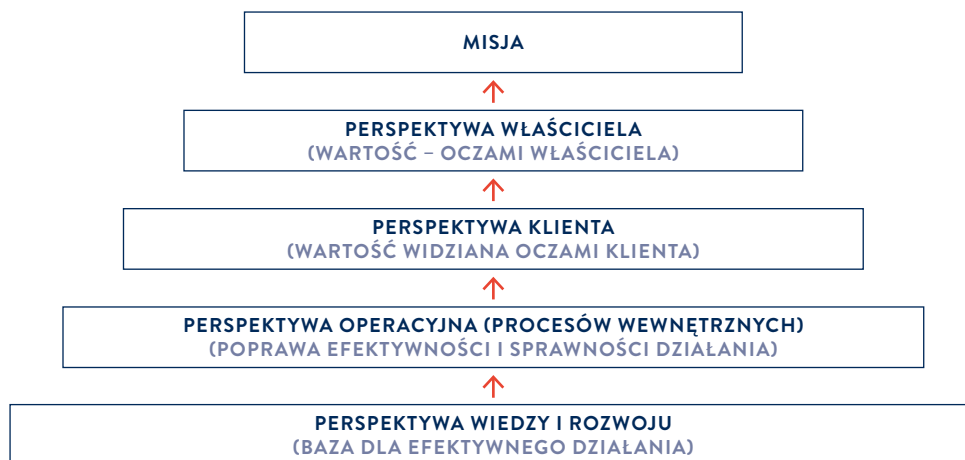 MISJA
PERSPEKTYWA WŁAŚCICIELA
(WARTOŚĆ – OCZAMI WŁAŚCICIELA)
PERSPEKTYWA KLIENTA
(WARTOŚĆ WIDZIANA OCZAMI KLIENTA)
PERSPEKTYWA OPERACYJNA (PROCESÓW WEWNĘTRZNYCH)
(POPRAWA EFEKTYWNOŚCI I SPRAWNOŚCI DZIAŁANIA)
PERSPEKTYWA WIEDZY I ROZWOJU
(BAZA DLA EFEKTYWNEGO DZIAŁANIA)